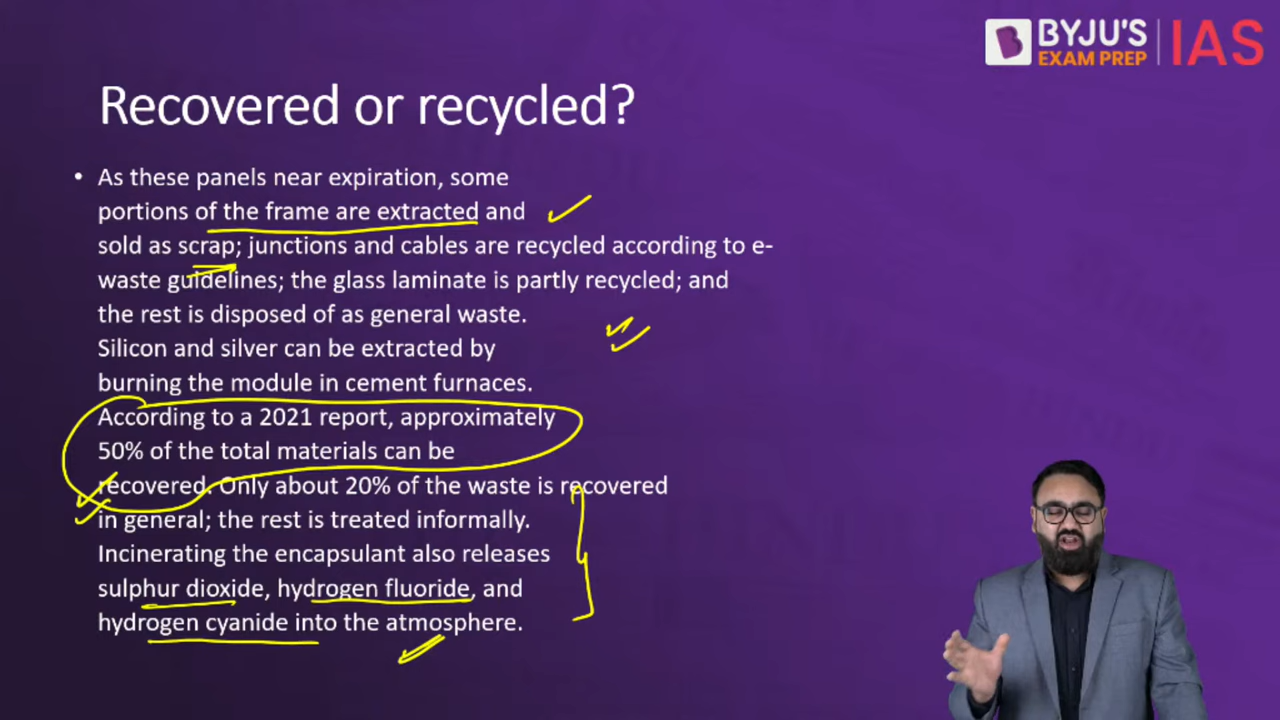 BYJU'S IAS
EXAM PREP
Recovered or recycled?
• As these panels near expiration, some
portions of the frame are extracted and
sold as scrap; junctions and cables are recycled according to e-
waste guidelines; the glass laminate is partly recycled; and
the rest is disposed of as general waste.
Silicon and silver can be extracted by
burning the module in cement furnaces.
According to a 2021 report, approximately
50% of the total materials can be
recovered. Only about 20% of the waste is recovered
in general; the rest is treated informally.
Incinerating the encapsulant also releases
sulphur dioxide, hydrogen fluoride, and
hydrogen cyanide into the atmosphere.